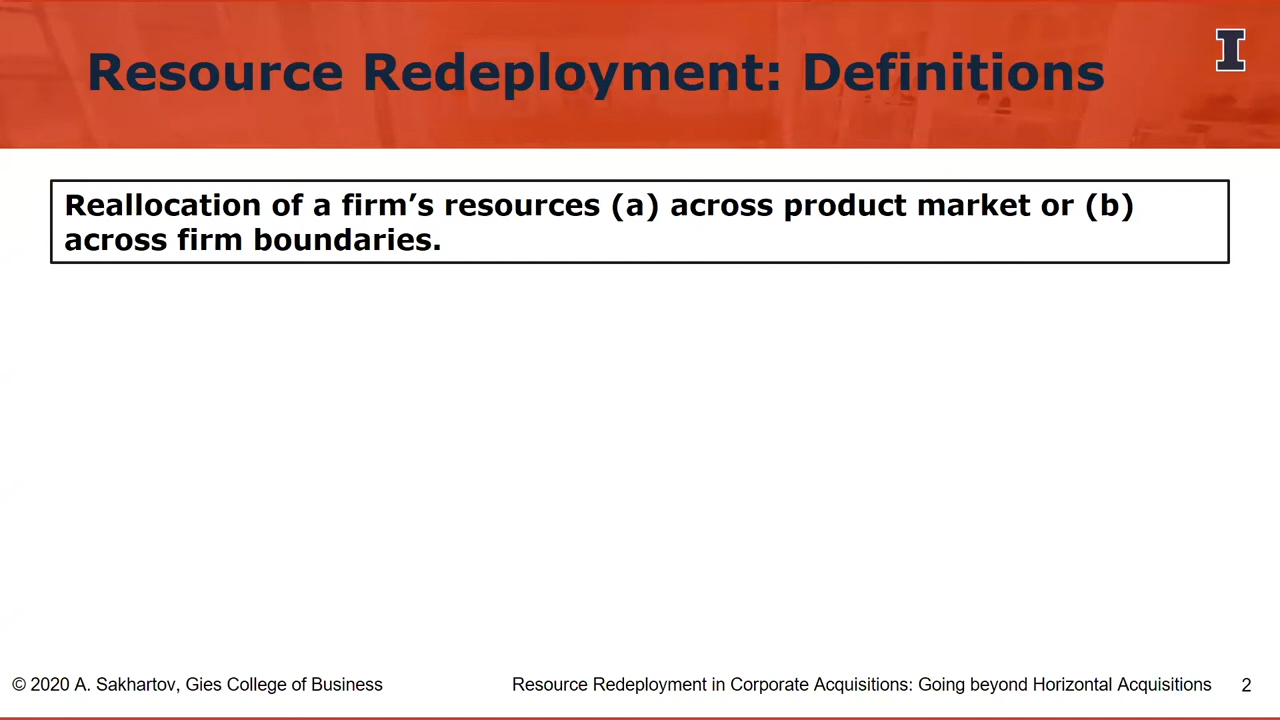 Resource Redeployment: Definitions
Reallocation of a firm’s resources (a) across product market or (b)
across firm boundaries.
© 2020 A. Sakhartov, Gies College of Business
Resource Redeployment in Corporate Acquisitions: Going beyond Horizontal Acquisitions
2